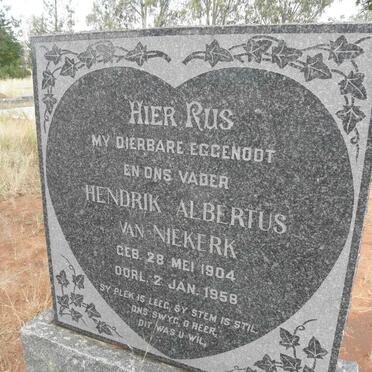 HIER RUS
MY DIERBARE EGGENOOT
EN ONS VADER
HENDRIK ALBERTUS
VAN NIEKERK
GEB. 28 MEI 1904
OORL. 2 JAN. 1958
SY PLEK IS LEEG, SY STEM IS STIL
ONS SWYG, O HEER,
DIT WAS U WIL,